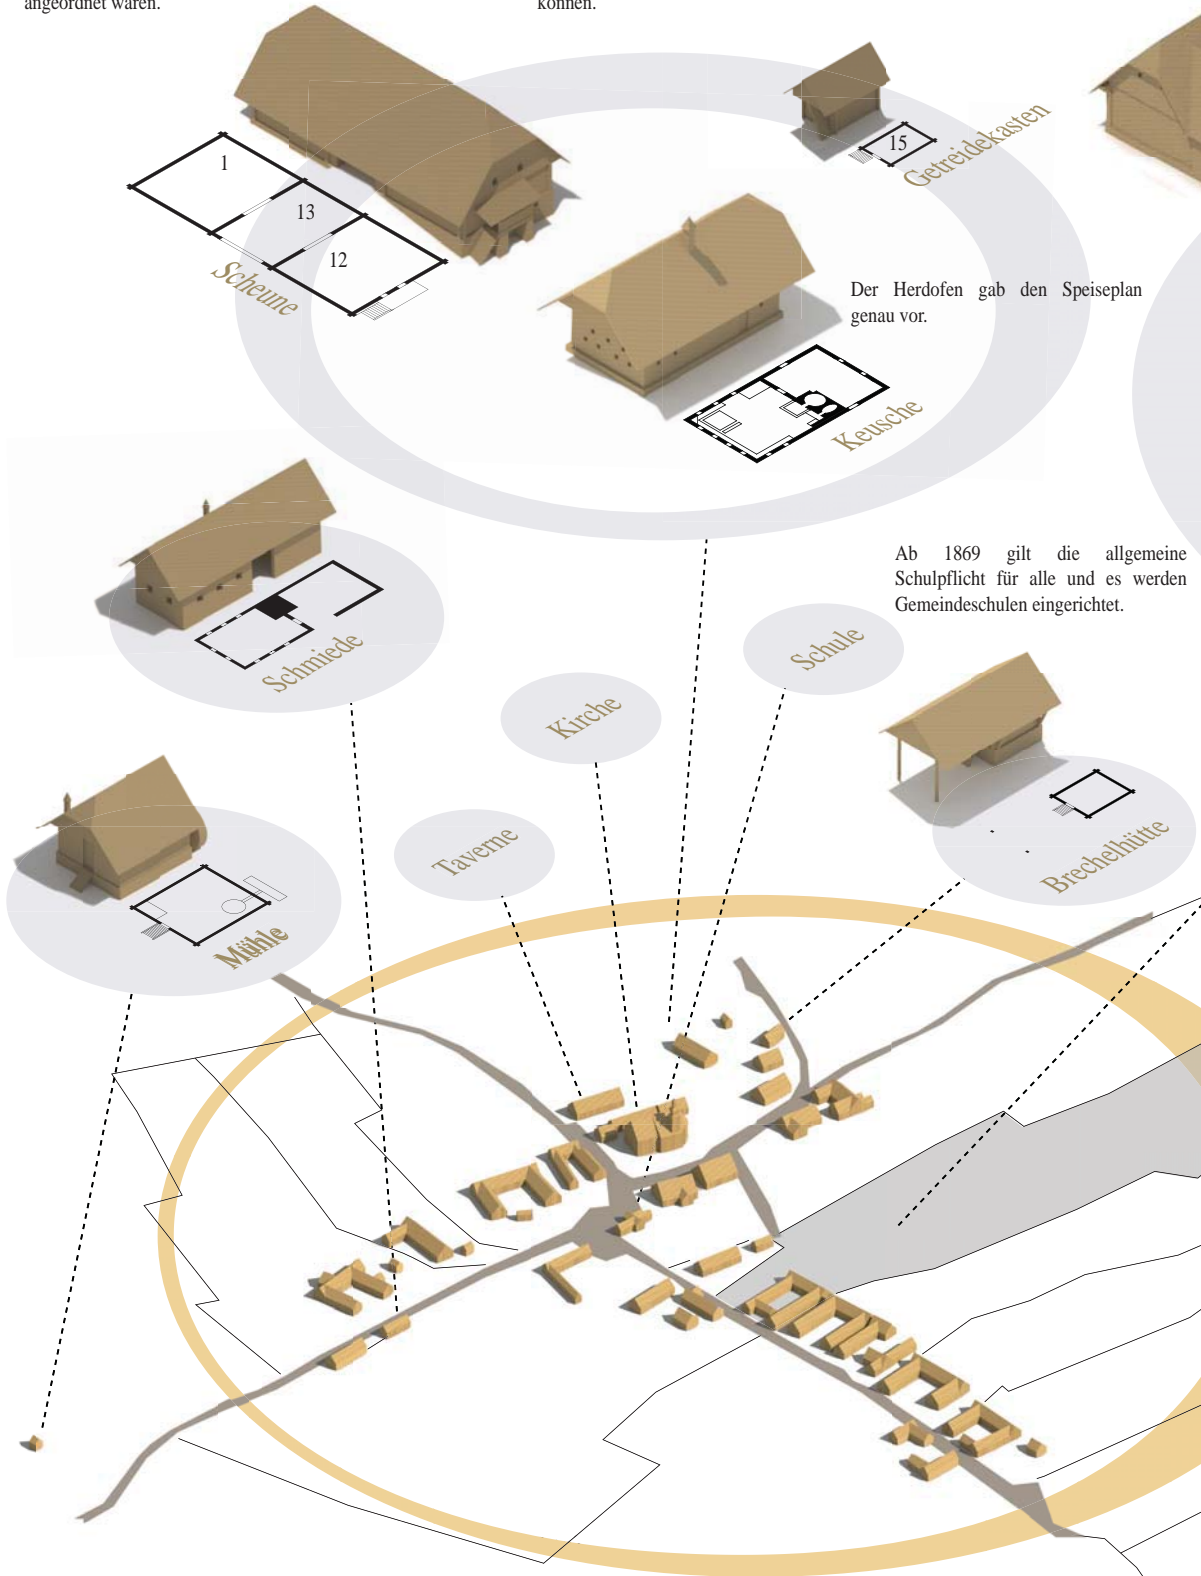 angeordnet waren.
können.
1
13
12
Scheune
15
Getreidekasten
Der Herdofen gab den Speiseplan
genau vor.
Keusche
Schmiede
Ab 1869 gilt die allgemeine
Schulpflicht für alle und es werden
Gemeindeschulen eingerichtet.
Schule
Kirche
Taverne
Mühle
Brechelhütte